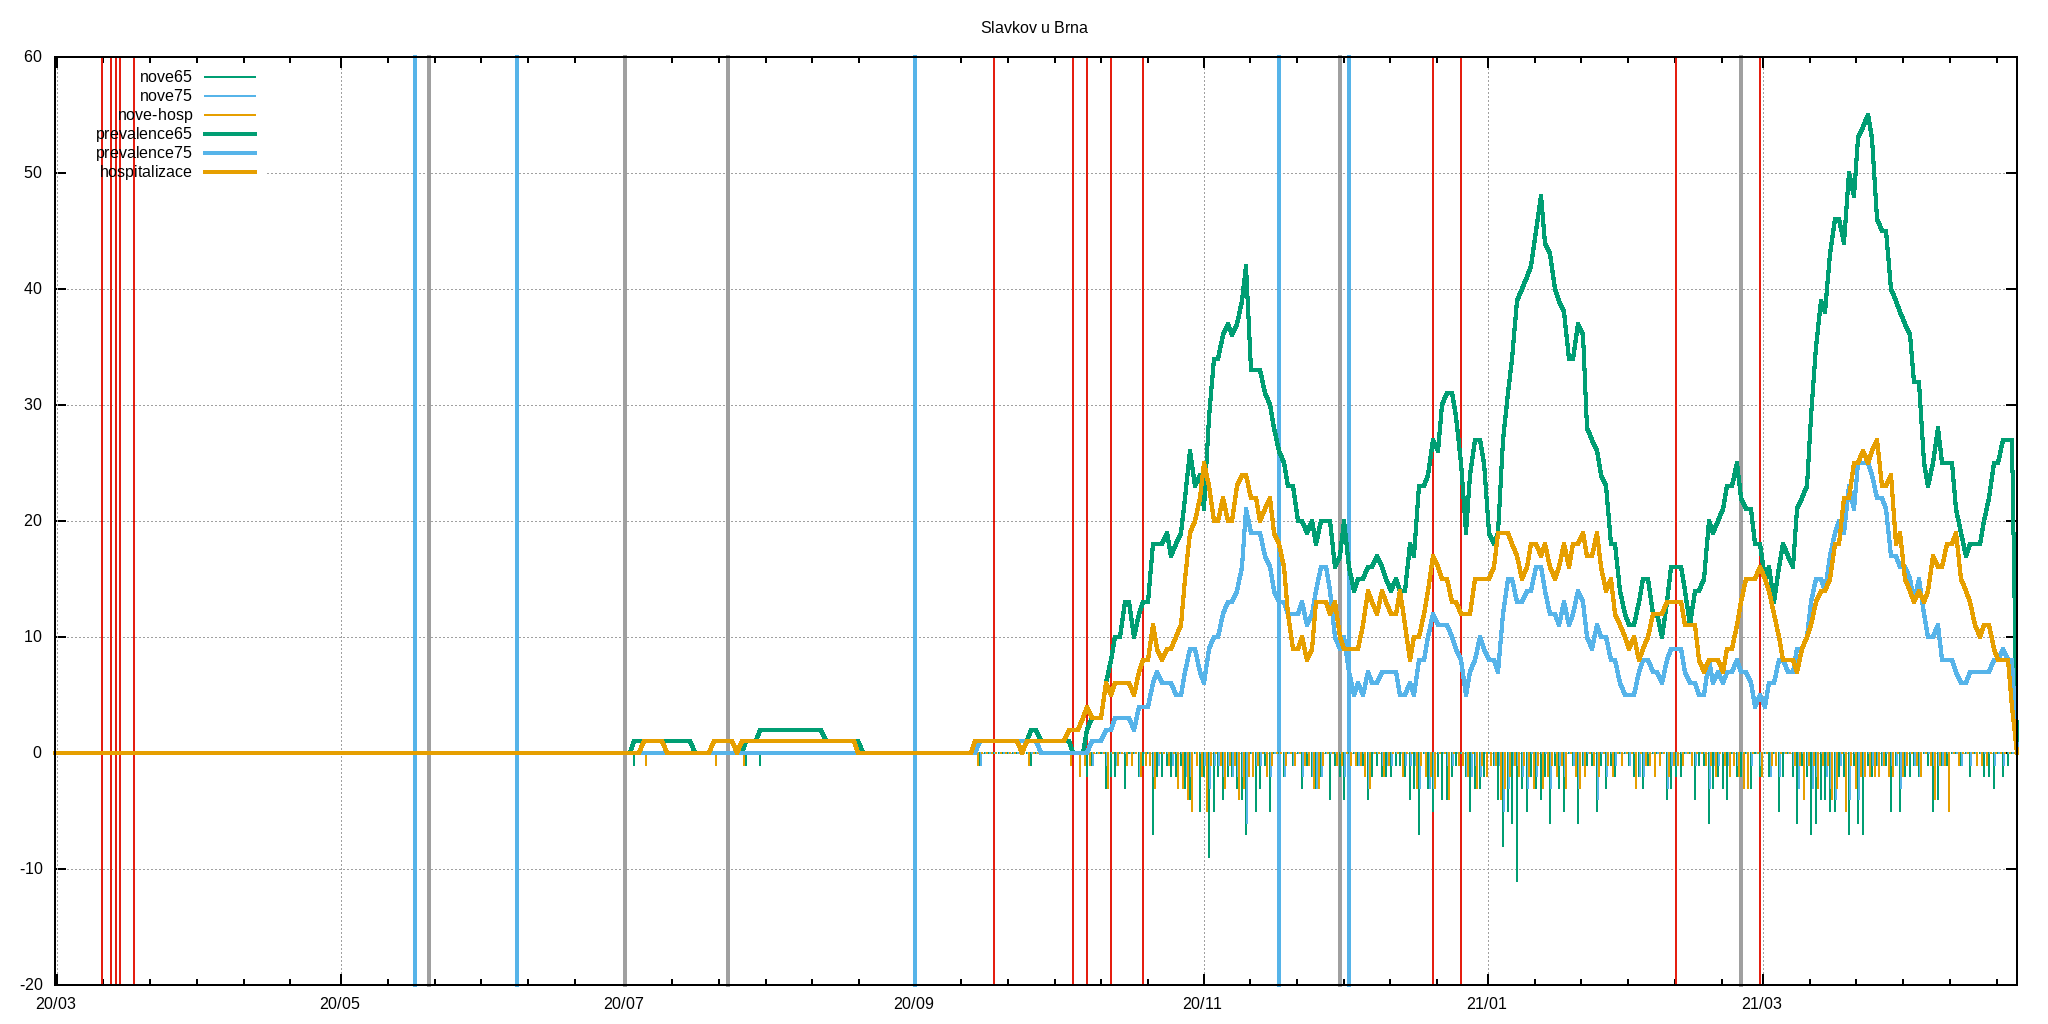 Slavkov u Brna
60
50
40
30
20
10
0
-10
-20
nove65
nove75
nove-hosp
prevalence65
prevalence75
hospitalizace
20/03 20/05 20/07 20/09 20/11 21/01 21/03